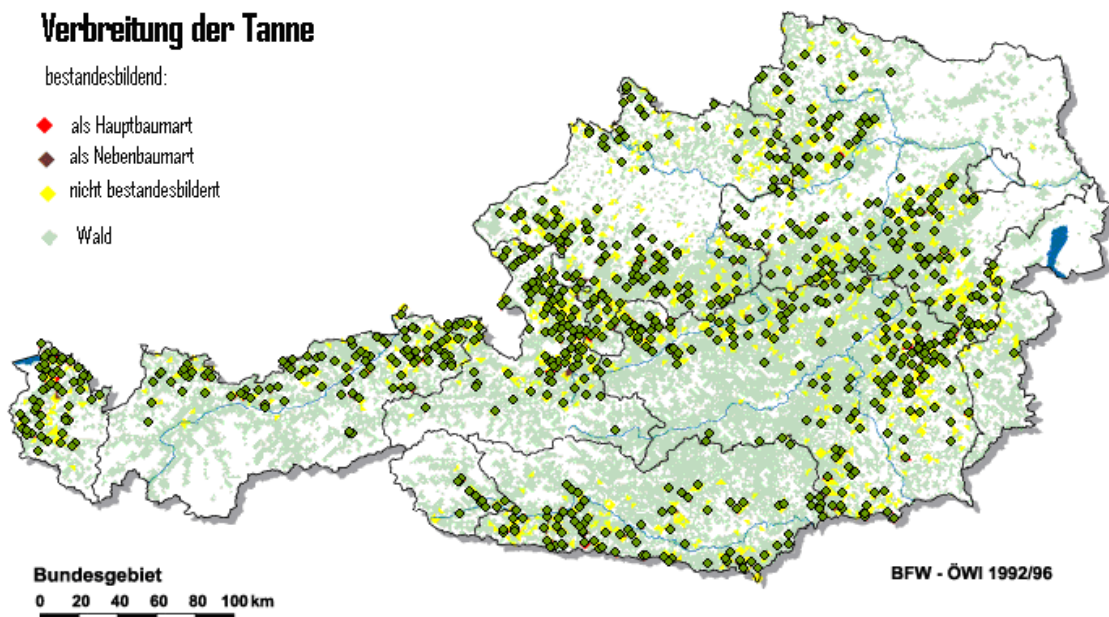 Verbreitung der Tanne
bestandesbildend:
als Hauptbaumart
als Nebenbaumart
nicht bestandesbildent
Wald
Bundesgebiet
0 20 40 60 80 100 km
BFW - ÖWI 1992/96